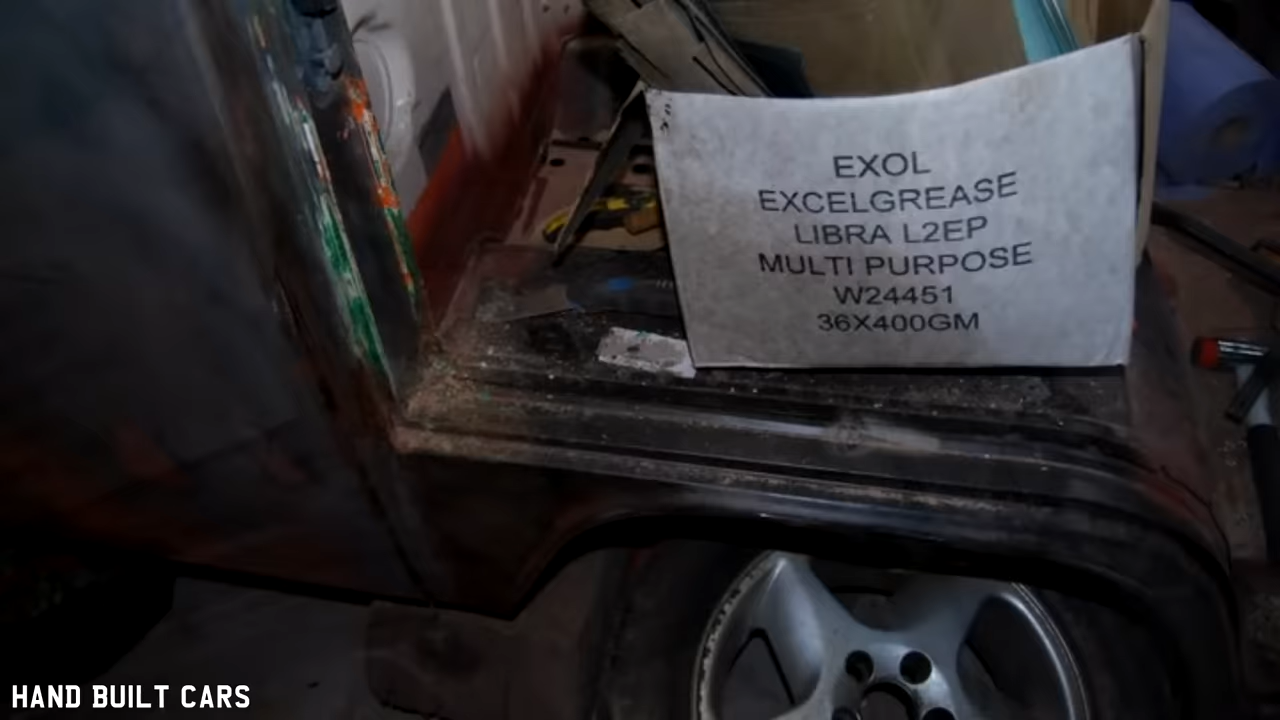 EXOL
EXCELGREASE
LIBRA L2EP
MULTI PURPOSE
W24451
36X400GM
HAND BUILT CARS